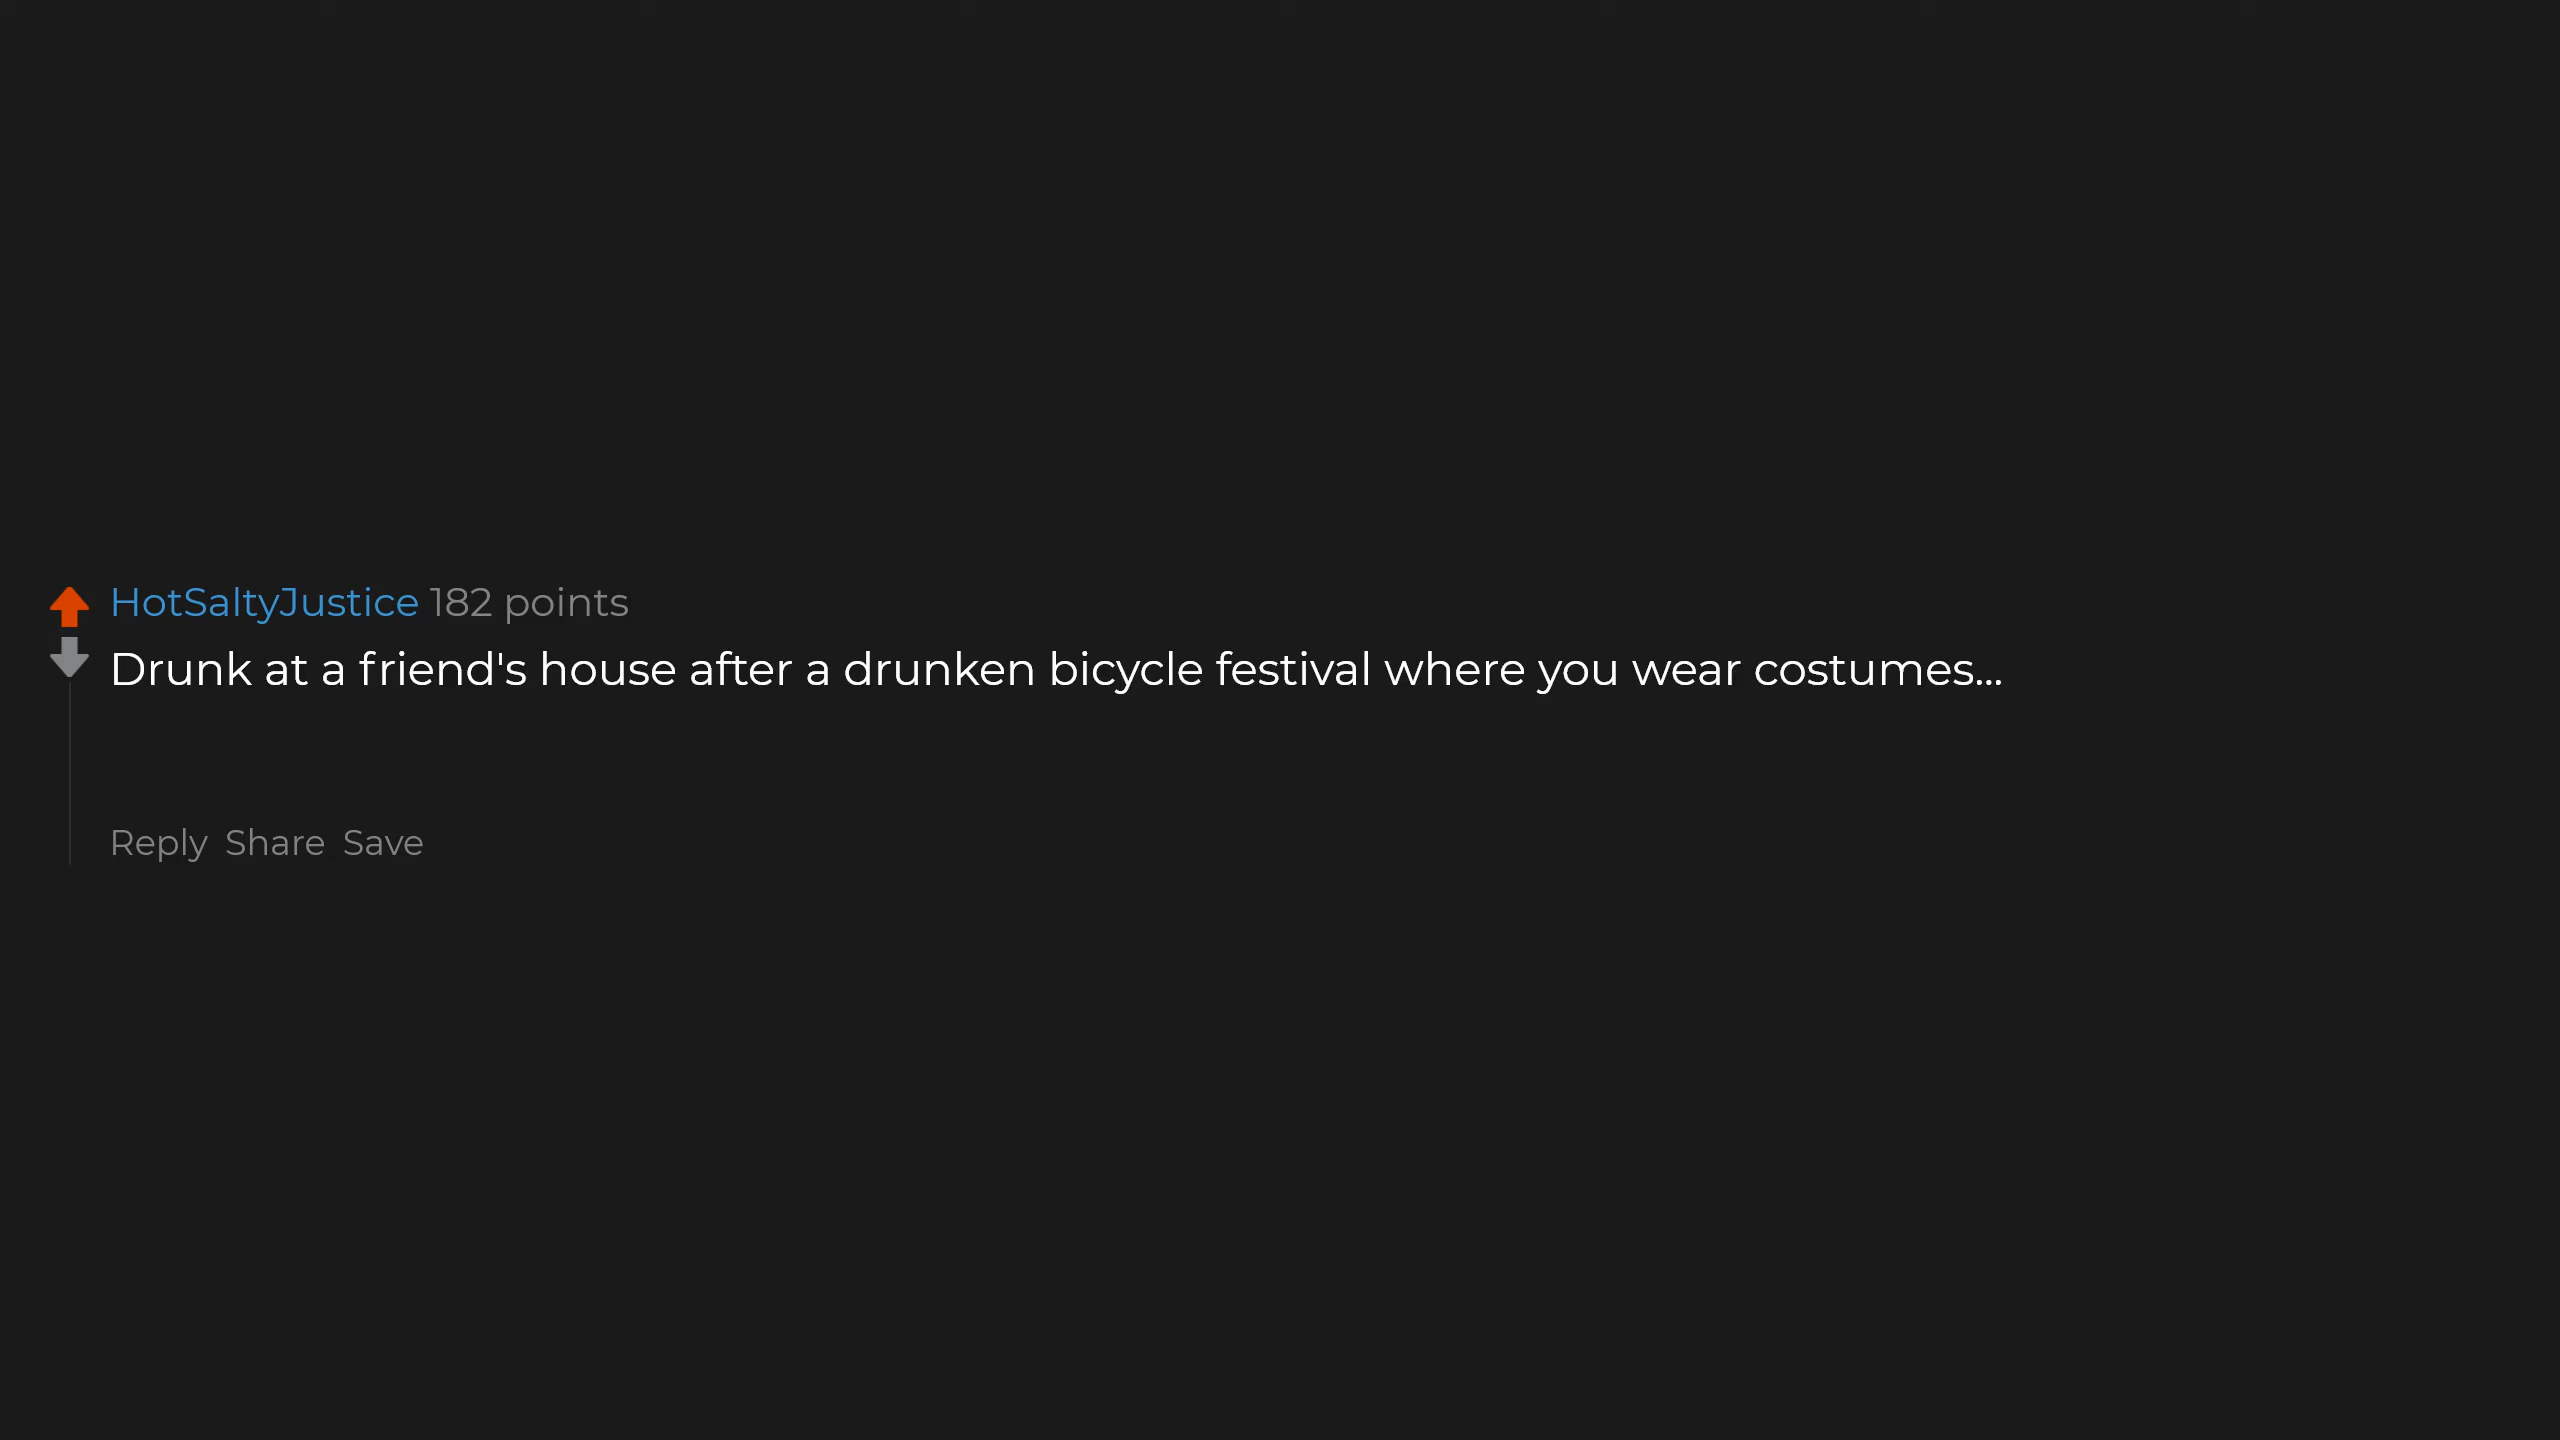 HotSaltyJustice 182 points
Drunk at a friend's house after a drunken bicycle festival where you wear costumes...
Reply Share Save